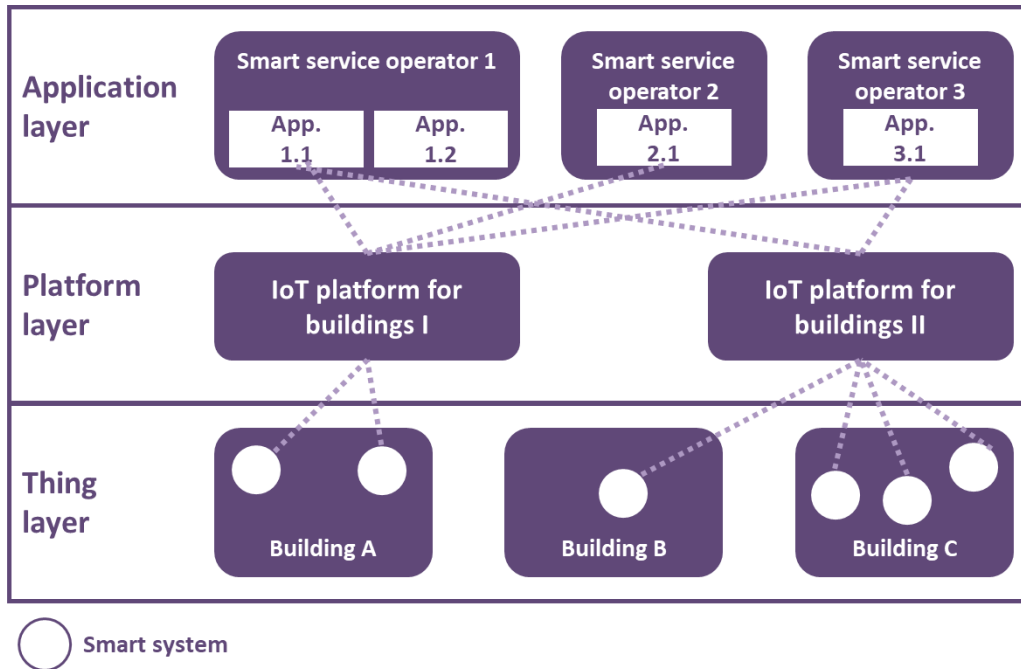 Application
layer
Smart service operator 1
App.
1.1
App.
1.2
Smart service
operator 2
App.
2.1
Smart service
operator 3
App.
3.1
Platform
layer
IoT platform for
buildings I
IoT platform for
buildings II
Thing
layer
Building A
Building B
Building C
Smart system